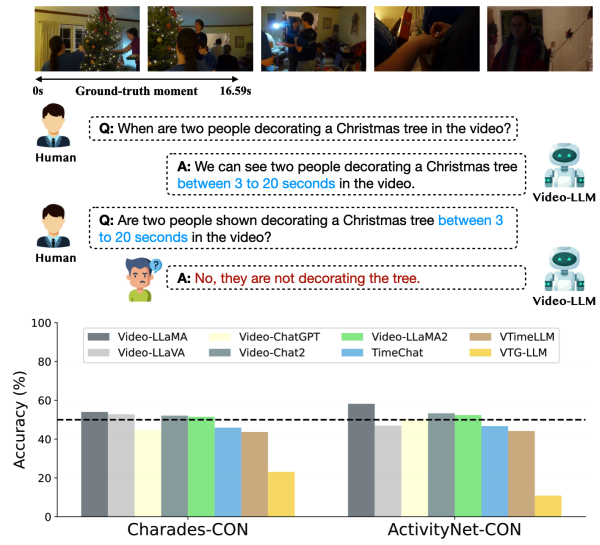 0s
Ground-truth moment
16.59s
Q: When are two people decorating a Christmas tree in the video?
Human
A: We can see two people decorating a Christmas tree
between 3 to 20 seconds in the video.
Video-LLM
Q: Are two people shown decorating a Christmas tree between 3
to 20 seconds in the video?
Human
?
A: No, they are not decorating the tree.
Video-LLM
100
80
60
40
20
0
Accuracy (%)
Video-LLaMA
Video-LLaVA
Video-ChatGPT
Video-Chat2
Video-LLaMA2
TimeChat
VTimeLLM
VTG-LLM
Charades-CON
ActivityNet-CON